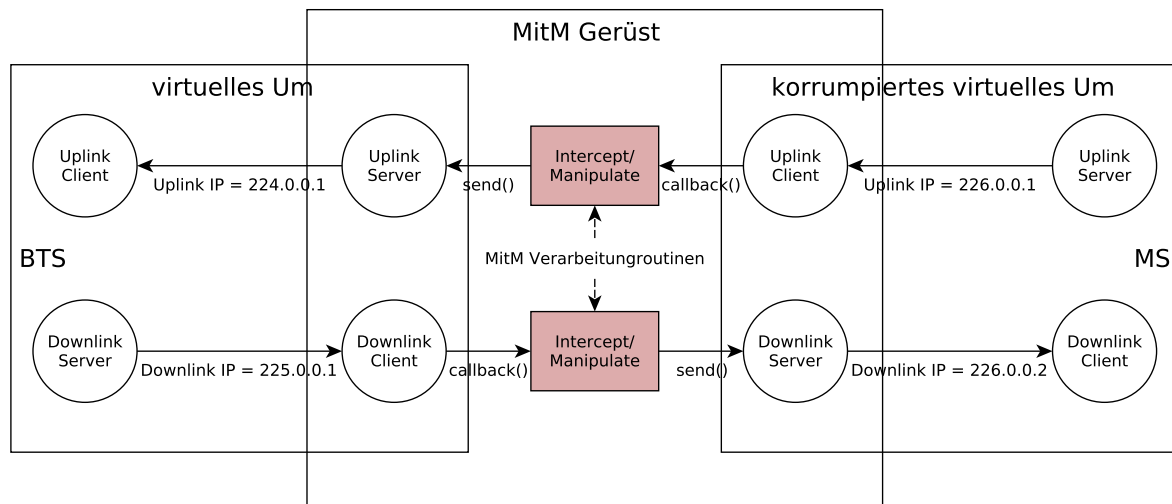 MitM Gerüst
virtuelles Um
korrumpiertes virtuelles Um
Uplink
Client
Uplink IP = 224.0.0.1
Uplink
Server
send()
Intercept/
Manipulate
callback()
Uplink
Client
Uplink IP = 226.0.0.1
Uplink
Server
BTS
MitM Verarbeitungroutinen
MS
Downlink
Server
Downlink IP = 225.0.0.1
Downlink
Client
callback()
Intercept/
Manipulate
send()
Downlink
Server
Downlink IP = 226.0.0.2
Downlink
Client